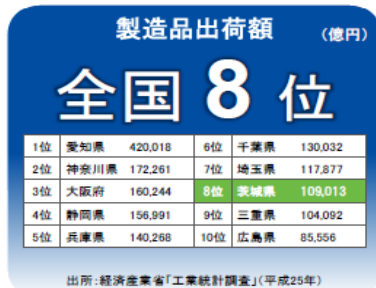 製造品出荷額 （億円）
全国 8 位
1位 愛知県 420,018 6位 千葉県 130,032
2位 神奈川県 172,261 7位 埼玉県 117,877
3位 大阪府 160,244 8位 茨城県 109,013
4位 静岡県 156,991 9位 三重県 104,092
5位 兵庫県 140,268 10位 広島県 85,556
出所：経済産業省「工業統計調査」（平成25年）